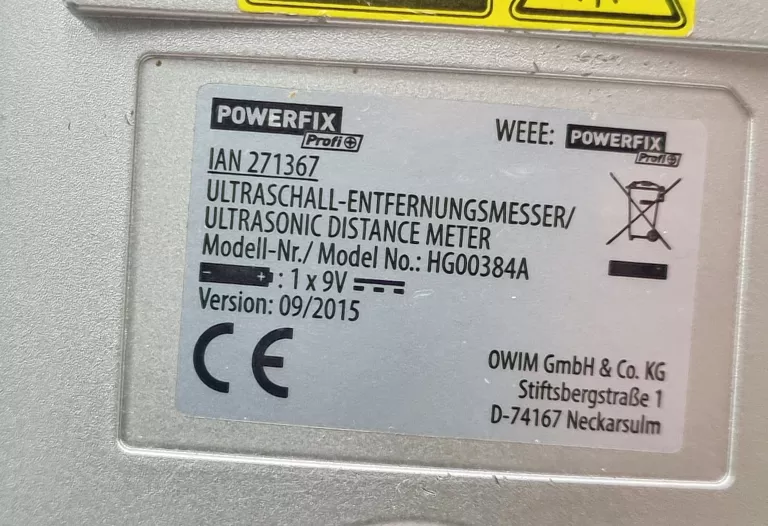 POWERFIX
Profi+
WEEE: POWERFIX
Profi+
IAN 271367
ULTRASCHALL-ENTFERNUNGSMESSER/
ULTRASONIC DISTANCE METER
Modell-Nr./ Model No.: HG00384A
- + : 1 x 9V
Version: 09/2015
CE
OWIM GmbH & Co. KG
Stiftsbergstraße 1
D-74167 Neckarsulm